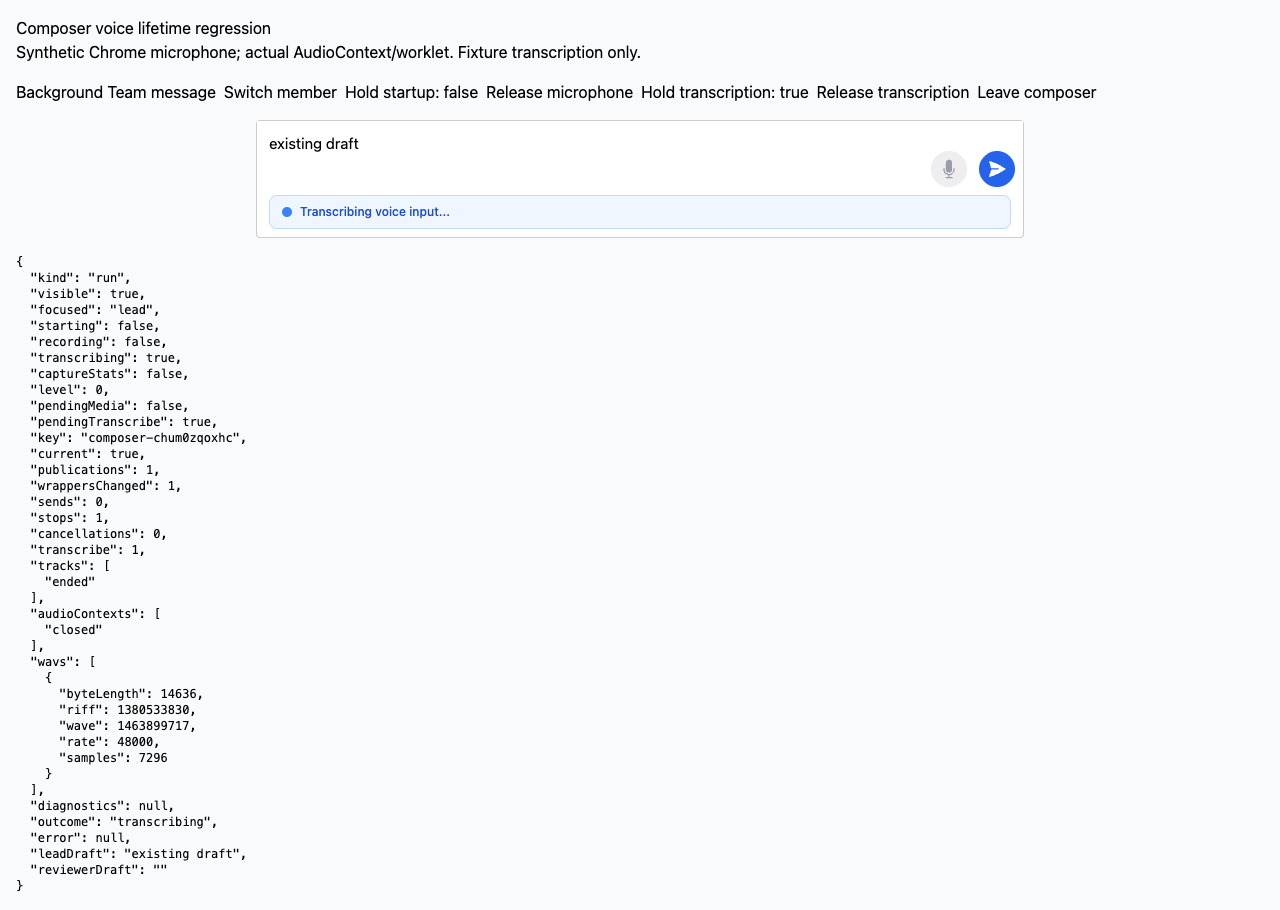 Composer voice lifetime regression
Synthetic Chrome microphone; actual AudioContext/worklet. Fixture transcription only.
Background Team message Switch member Hold startup: false Release microphone Hold transcription: true Release transcription Leave composer
existing draft
Transcribing voice input...
{
  "kind": "run",
  "visible": true,
  "focused": "lead",
  "starting": false,
  "recording": false,
  "transcribing": true,
  "captureStats": false,
  "level": 0,
  "pendingMedia": false,
  "pendingTranscribe": true,
  "key": "composer-chum0zqoxhc",
  "current": true,
  "publications": 1,
  "wrappersChanged": 1,
  "sends": 0,
  "stops": 1,
  "cancellations": 0,
  "transcribe": 1,
  "tracks": [
    "ended"
  ],
  "audioContexts": [
    "closed"
  ],
  "wavs": [
    {
      "byteLength": 14636,
      "riff": 1380533830,
      "wave": 1463899717,
      "rate": 48000,
      "samples": 7296
    }
  ],
  "diagnostics": null,
  "outcome": "transcribing",
  "error": null,
  "leadDraft": "existing draft",
  "reviewerDraft": ""
}